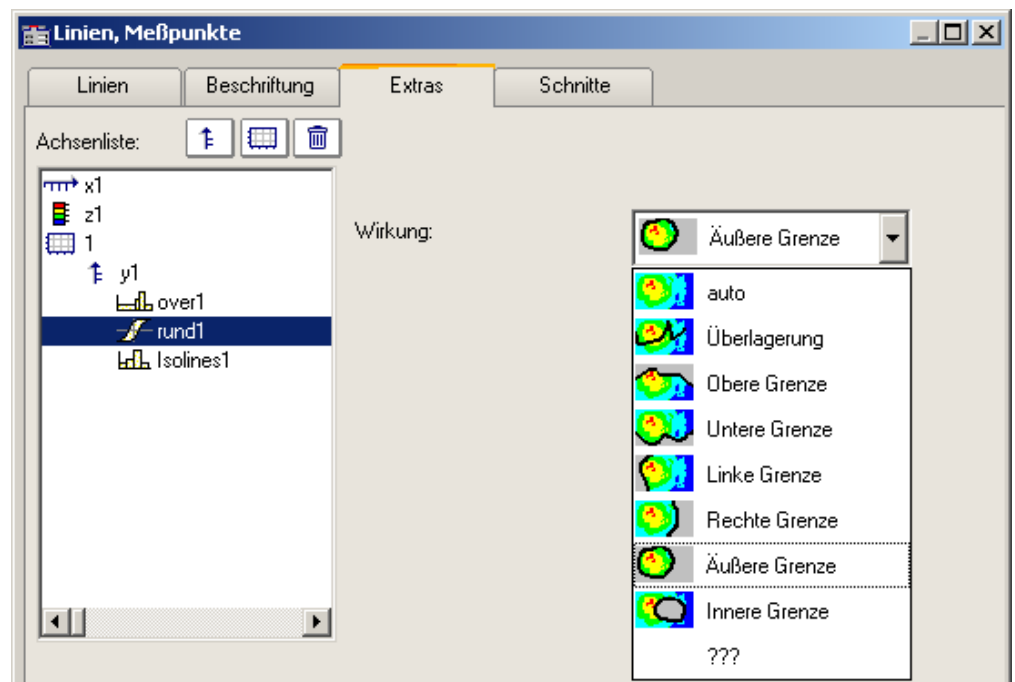 Linien, Meßpunkte
Linien
Beschriftung
Extras
Schnitte
Achsenliste:
x1
z1
1
y1
over1
rund1
Isolines1
Wirkung:
Äußere Grenze
auto
Überlagerung
Obere Grenze
Untere Grenze
Linke Grenze
Rechte Grenze
Äußere Grenze
Innere Grenze
???